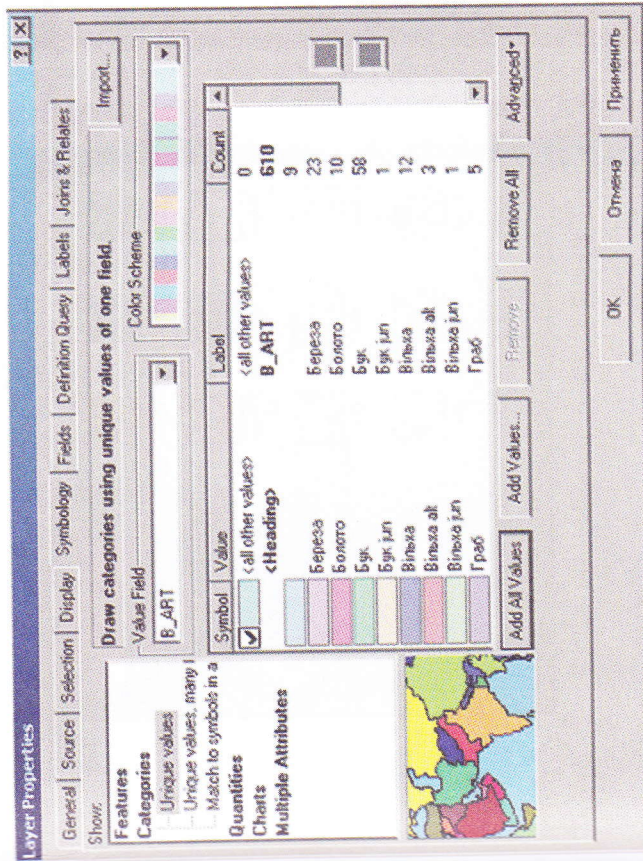 Layer Properties
? X
General Source Selection Display Symbology Fields Definition Query Labels Joins & Relates
Show:
Features
Categories
Unique values
Unique values, many
Match to symbols in a
Quantities
Charts
Multiple Attributes
Draw categories using unique values of one field.
Import...
Value Field
B_ART
Color Scheme
Symbol Value Label Count
<all other values> <all other values> 0
<Heading> B_ART 610
9
Береза Береза 23
Болото Болото 10
Бук Бук 58
Бук jun Бук jun 1
Вільха Вільха 12
Вільха alt Вільха alt 3
Вільха jun Вільха jun 1
Граб Граб 5
Add All Values Add Values... Remove Remove All Advanced
OK Отмена Применить